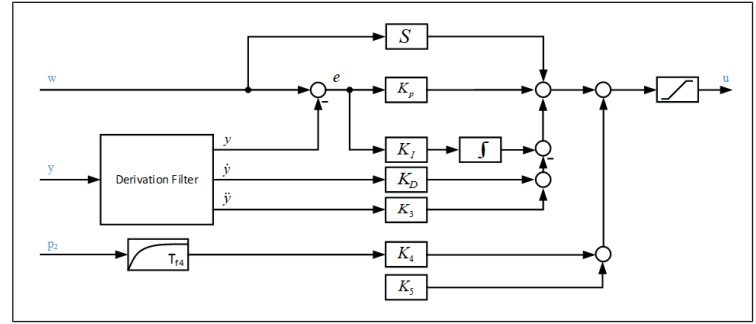 S
w
e
K_p
u
-
y
K_I
∫
-
y
Derivation Filter
ẏ
K_D
ÿ
K_3
p_2
T_f4
K_4
K_5